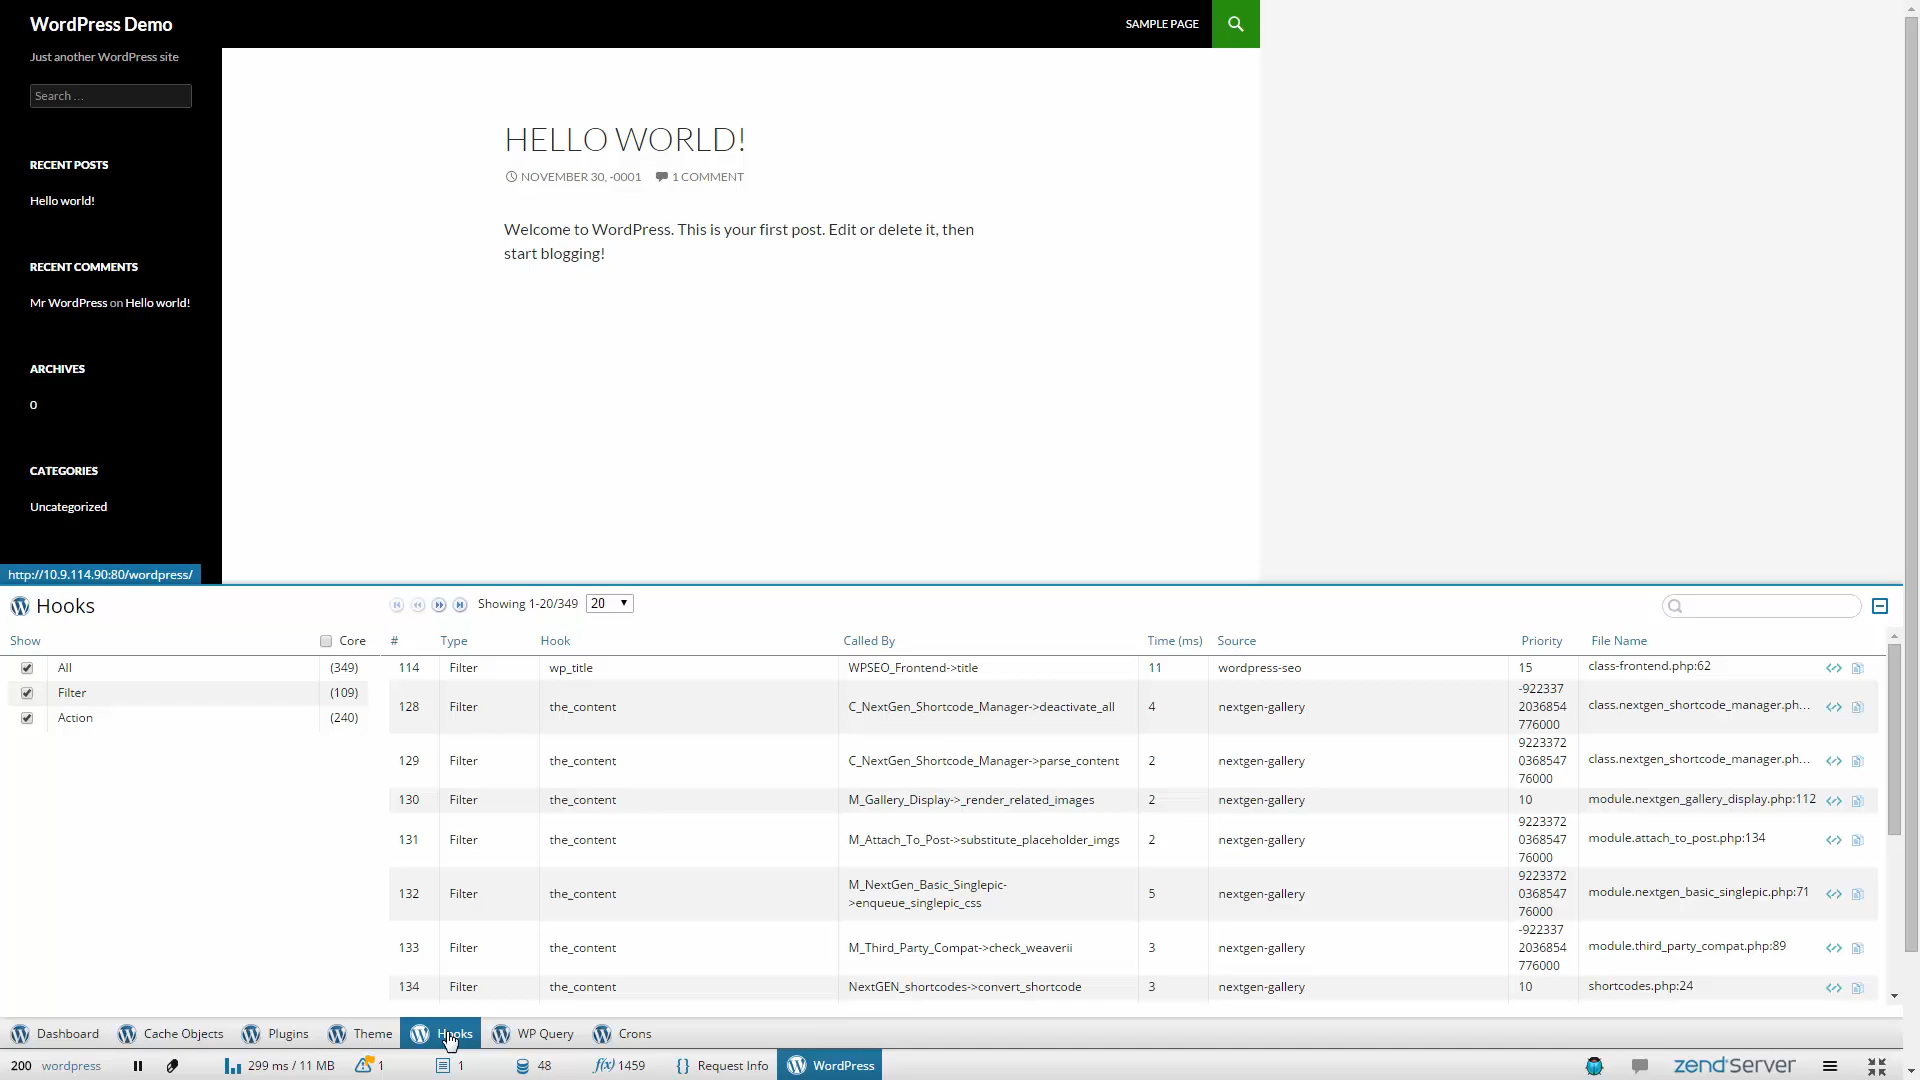 WordPress Demo
SAMPLE PAGE
Just another WordPress site
Search ...
RECENT POSTS
Hello world!
RECENT COMMENTS
Mr WordPress on Hello world!
ARCHIVES
0
CATEGORIES
Uncategorized
HELLO WORLD!
NOVEMBER 30, -0001 1 COMMENT
Welcome to WordPress. This is your first post. Edit or delete it, then
start blogging!
http://10.9.114.90:80/wordpress/
Hooks
Showing 1-20/349 20
Show Core
All (349)
Filter (109)
Action (240)
# Type Hook Called By Time (ms) Source Priority File Name
114 Filter wp_title WPSEO_Frontend->title 11 wordpress-seo 15 class-frontend.php:62
128 Filter the_content C_NextGen_Shortcode_Manager->deactivate_all 4 nextgen-gallery -922337
2036854
776000 class.nextgen_shortcode_manager.ph...
129 Filter the_content C_NextGen_Shortcode_Manager->parse_content 2 nextgen-gallery 9223372
0368547
76000 class.nextgen_shortcode_manager.ph...
130 Filter the_content M_Gallery_Display->_render_related_images 2 nextgen-gallery 10 module.nextgen_gallery_display.php:112
131 Filter the_content M_Attach_To_Post->substitute_placeholder_imgs 2 nextgen-gallery 9223372
0368547
76000 module.attach_to_post.php:134
132 Filter the_content M_NextGen_Basic_Singlepic-
>enqueue_singlepic_css 5 nextgen-gallery 9223372
0368547
76000 module.nextgen_basic_singlepic.php:71
133 Filter the_content M_Third_Party_Compat->check_weaverii 3 nextgen-gallery -922337
2036854
776000 module.third_party_compat.php:89
134 Filter the_content NextGEN_shortcodes->convert_shortcode 3 nextgen-gallery 10 shortcodes.php:24
Dashboard Cache Objects Plugins Theme Hooks WP Query Crons
200 wordpress 299 ms / 11 MB 1 1 48 f(x) 1459 {} Request Info WordPress zendServer